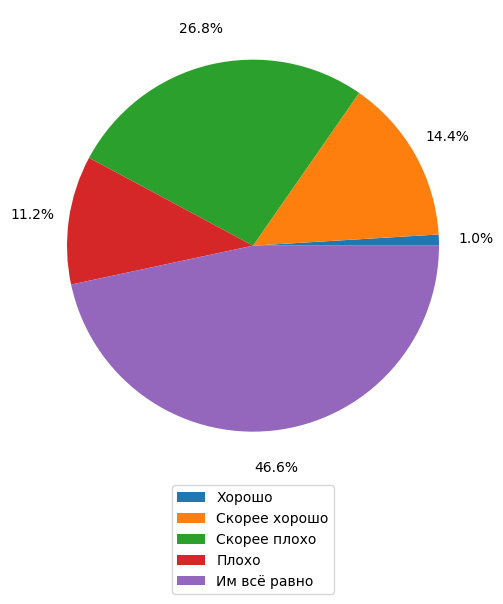 26.8%
14.4%
11.2%
1.0%
46.6%
Хорошо
Скорее хорошо
Скорее плохо
Плохо
Им всё равно